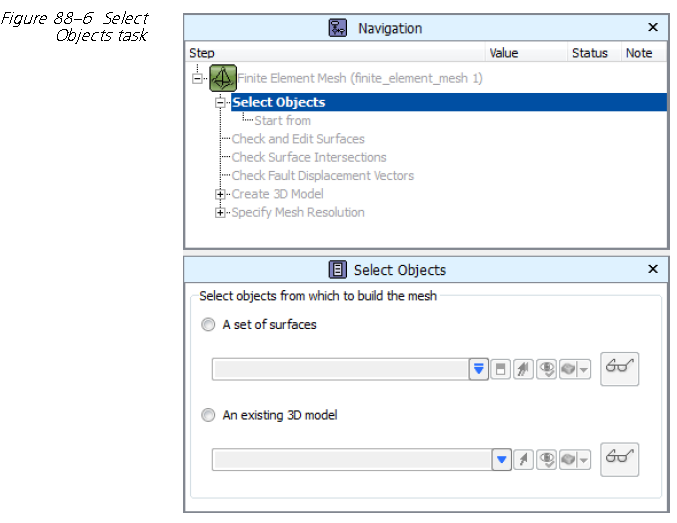 Figure 88–6 Select
Objects task
Navigation
Step Value Status Note
Finite Element Mesh (finite_element_mesh 1)
Select Objects
Start from
Check and Edit Surfaces
Check Surface Intersections
Check Fault Displacement Vectors
Create 3D Model
Specify Mesh Resolution
Select Objects
Select objects from which to build the mesh
A set of surfaces
An existing 3D model